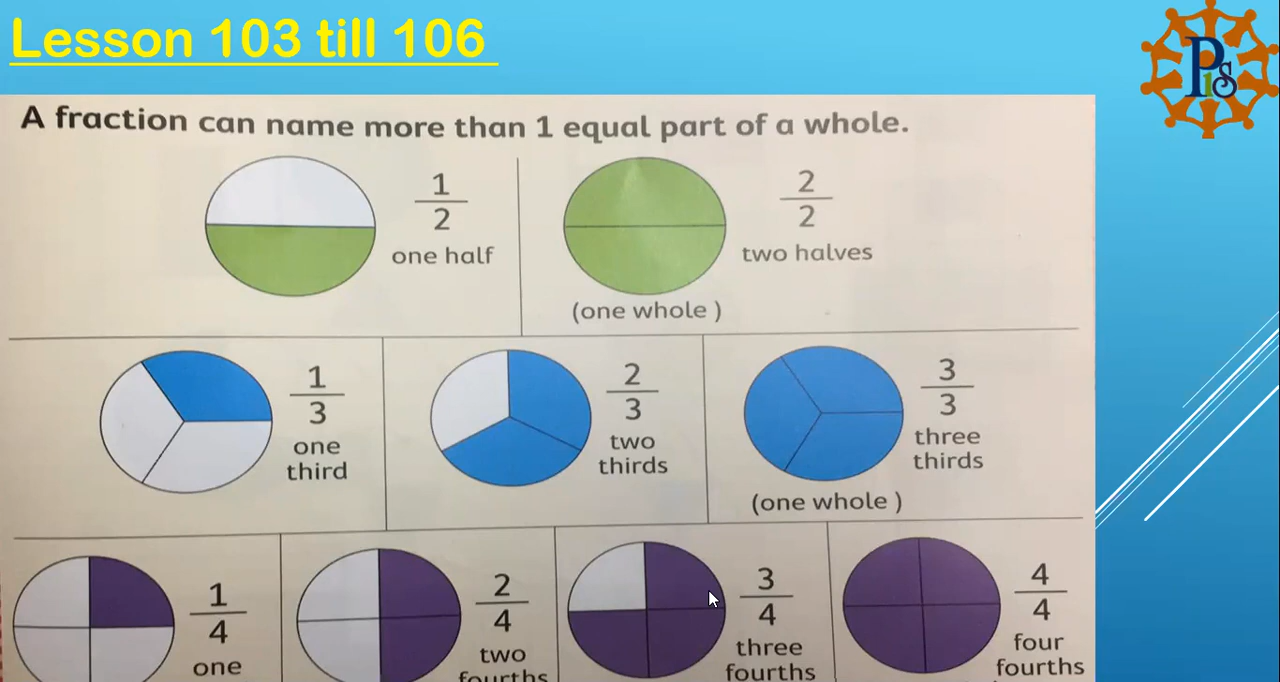 Lesson 103 till 106
PiS
A fraction can name more than 1 equal part of a whole.
1/2
one half
2/2
two halves
(one whole )
1/3
one
third
2/3
two
thirds
3/3
three
thirds
(one whole )
1/4
one
2/4
two
fourths
3/4
three
fourths
4/4
four
fourths